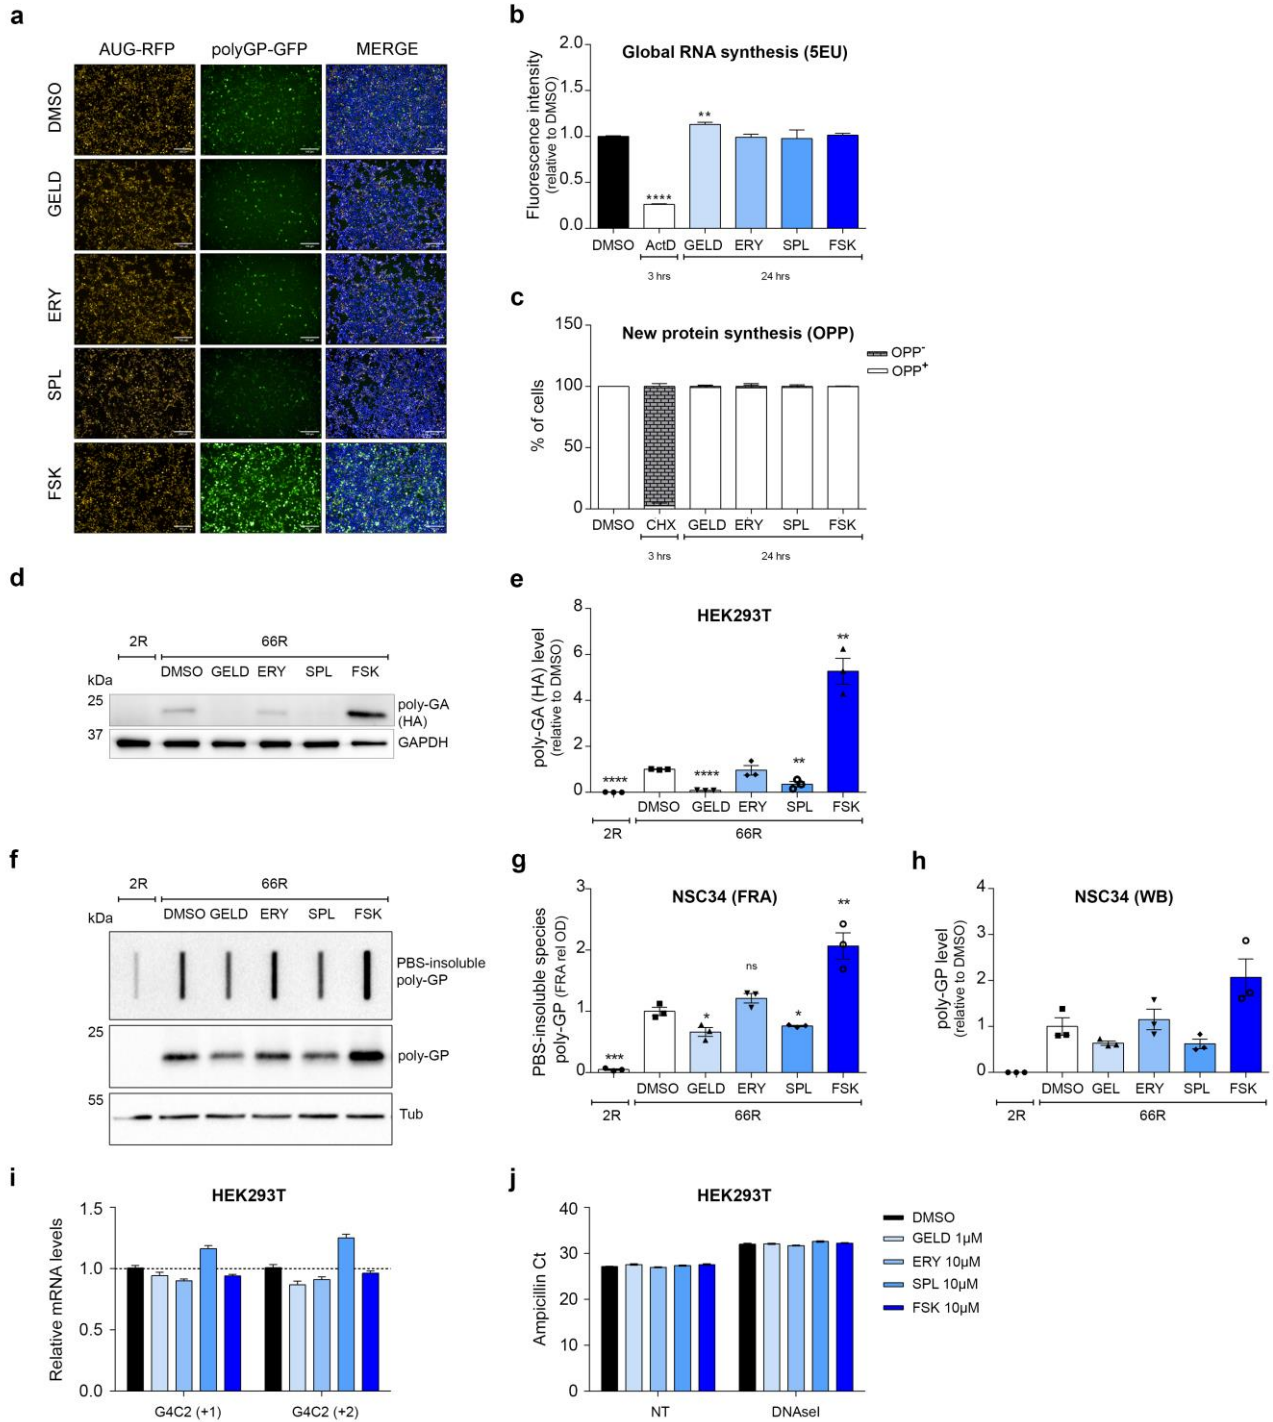 a
AUG-RFP polyGP-GFP MERGE
DMSO
GELD
ERY
SPL
FSK
b
Global RNA synthesis (5EU)
Fluorescence intensity
(relative to DMSO)
2.0
1.5
1.0
0.5
0.0
****
**
DMSO ActD GELD ERY SPL FSK
3 hrs 24 hrs
c
New protein synthesis (OPP)
% of cells
150
100
50
0
OPP-
OPP+
DMSO CHX GELD ERY SPL FSK
3 hrs 24 hrs
d
2R 66R
DMSO GELD ERY SPL FSK
kDa
25
poly-GA
(HA)
37
GAPDH
e
HEK293T
poly-GA (HA) level
(relative to DMSO)
8
6
4
2
0
**** **** ** **
DMSO GELD ERY SPL FSK
2R 66R
f
2R 66R
kDa
DMSO GELD ERY SPL FSK
PBS-insoluble
poly-GP
25
poly-GP
55
Tub
g
NSC34 (FRA)
PBS-insoluble species
poly-GP (FRA rel OD)
3
2
1
0
*** * ns * **
DMSO GELD ERY SPL FSK
2R 66R
h
NSC34 (WB)
poly-GP level
(relative to DMSO)
4
3
2
1
0
DMSO GEL ERY SPL FSK
2R 66R
i
HEK293T
Relative mRNA levels
1.5
1.0
0.5
0.0
G4C2 (+1) G4C2 (+2)
j
HEK293T
Ampicillin Ct
40
30
20
10
0
NT DNAseI
DMSO
GELD 1μM
ERY 10μM
SPL 10μM
FSK 10μM